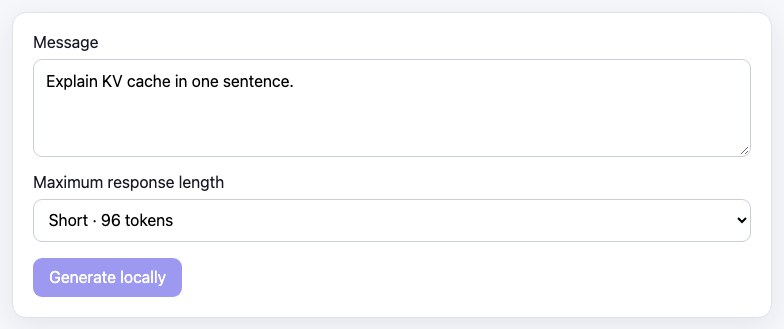 Message
Explain KV cache in one sentence.
Maximum response length
Short · 96 tokens
Generate locally